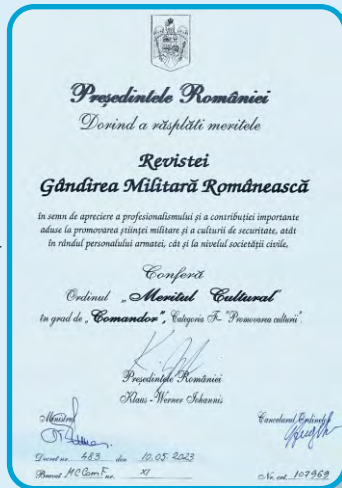 Președintele României
Dorind a răsplăti meritele
Revistei
Gândirea Militară Românească
în semn de apreciere a profesionalismului și a contribuției importante
aduse la promovarea științei militare și a culturii de securitate, atât
în rândul personalului armatei, cât și la nivelul societății civile,
Conferă
Ordinul „Meritul Cultural”
în grad de „Comandor”, Categoria F- "Promovarea culturii".
Președintele României
Klaus-Werner Iohannis
Ministrul Cancelarul Ordinelor
Decret nr. 483 din 10.05.2023
Brevet MCComF nr. XI Nr. ent. 107969